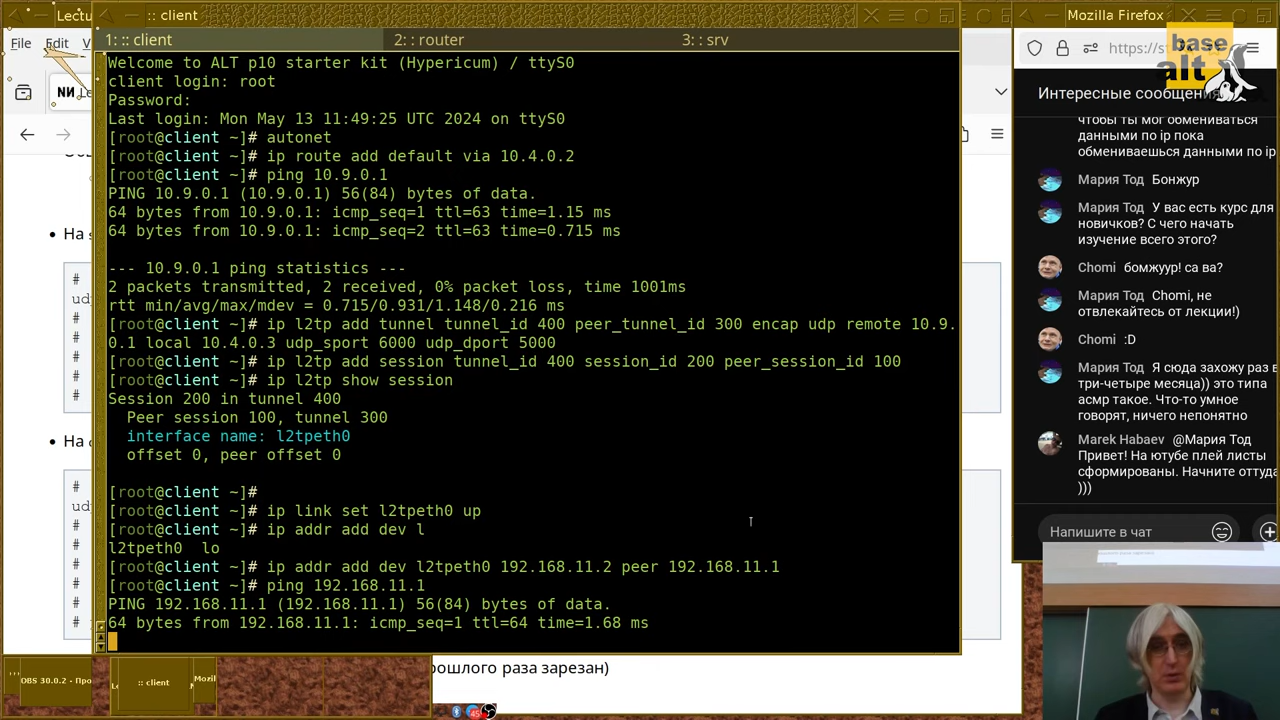 Lectu
:: client
Mozilla Firefox
File Edit V
1: :: client
2: :: router
3: :: srv
https://s
base
alt
Интересные сообщения
Welcome to ALT p10 starter kit (Hypericum) / ttyS0
client login: root
Password:
Last login: Mon May 13 11:49:25 UTC 2024 on ttyS0
[root@client ~]# autonet
[root@client ~]# ip route add default via 10.4.0.2
[root@client ~]# ping 10.9.0.1
PING 10.9.0.1 (10.9.0.1) 56(84) bytes of data.
64 bytes from 10.9.0.1: icmp_seq=1 ttl=63 time=1.15 ms
64 bytes from 10.9.0.1: icmp_seq=2 ttl=63 time=0.715 ms
--- 10.9.0.1 ping statistics ---
2 packets transmitted, 2 received, 0% packet loss, time 1001ms
rtt min/avg/max/mdev = 0.715/0.931/1.148/0.216 ms
[root@client ~]# ip l2tp add tunnel tunnel_id 400 peer_tunnel_id 300 encap udp remote 10.9.
0.1 local 10.4.0.3 udp_sport 6000 udp_dport 5000
[root@client ~]# ip l2tp add session tunnel_id 400 session_id 200 peer_session_id 100
[root@client ~]# ip l2tp show session
Session 200 in tunnel 400
Peer session 100, tunnel 300
interface name: l2tpeth0
offset 0, peer offset 0
[root@client ~]#
[root@client ~]# ip link set l2tpeth0 up
[root@client ~]# ip addr add dev l
l2tpeth0 lo
[root@client ~]# ip addr add dev l2tpeth0 192.168.11.2 peer 192.168.11.1
[root@client ~]# ping 192.168.11.1
PING 192.168.11.1 (192.168.11.1) 56(84) bytes of data.
64 bytes from 192.168.11.1: icmp_seq=1 ttl=64 time=1.68 ms
• На
#
udp
#
#
#
#
#
• На
#
#
#
#
#
ошлого раза зарезан)
чтобы ты мог обмениваться
данными по ip пока
обмениваешься данными по ip
Мария Тод Бонжур
Мария Тод У вас есть курс для
новичков? С чего начать
изучение всего этого?
Chomi бомжуур! са ва?
Мария Тод Chomi, не
отвлекайтесь от лекции!)
Chomi :D
Мария Тод Я сюда захожу раз в
три-четыре месяца)) это типа
асмр такое. Что-то умное
говорят, ничего непонятно
Marek Habaev @Мария Тод
Привет! На ютубе плей листы
сформированы. Начните оттуда
)))
Напишите в чат
DBS 30.0.2 - Про
:: client
Mozil